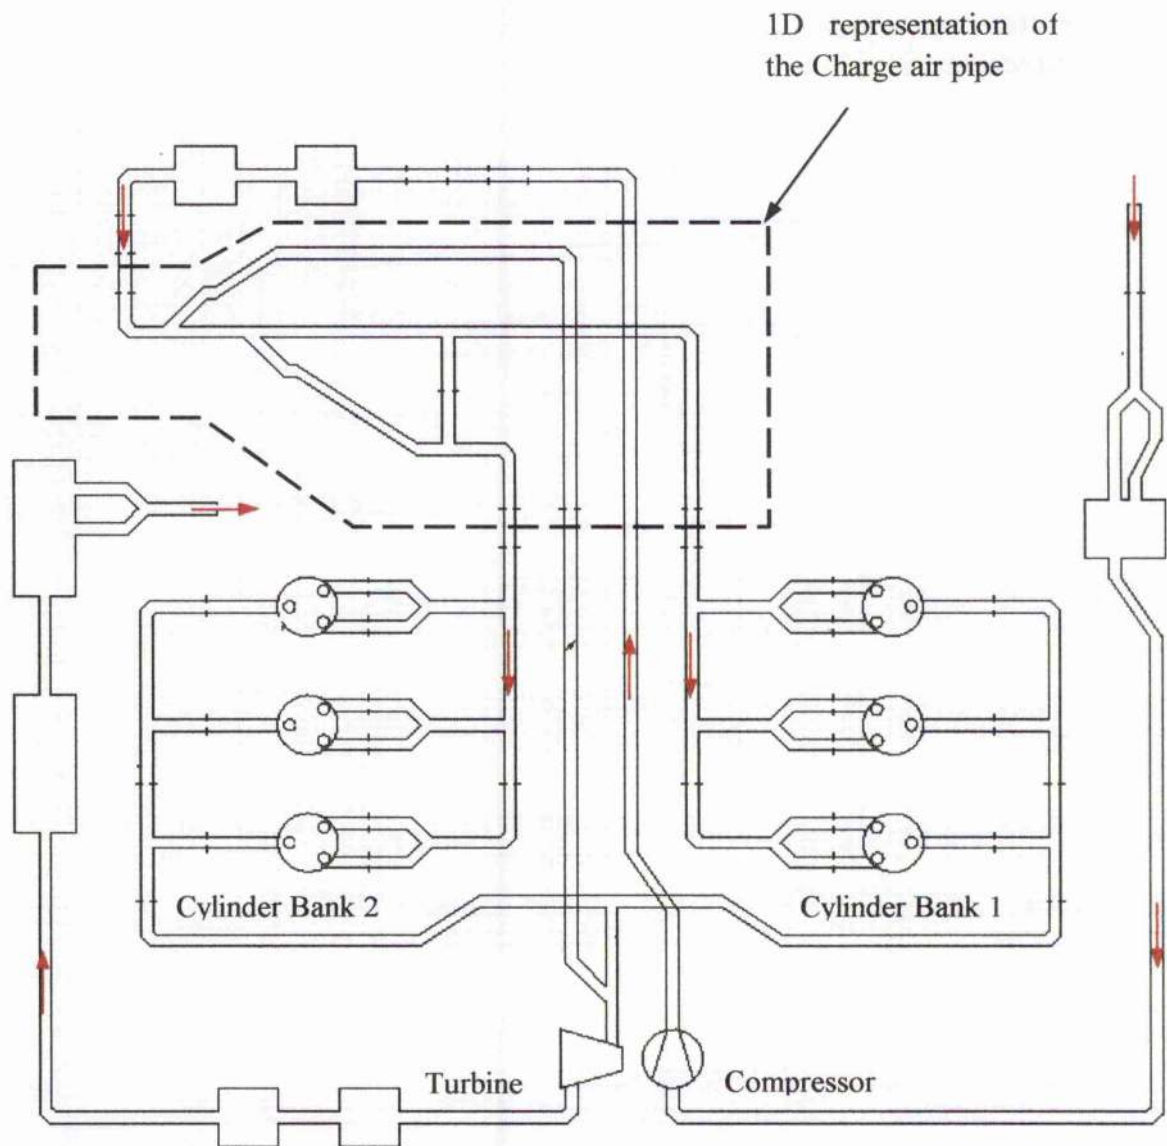 1D representation of
the Charge air pipe
Cylinder Bank 2
Cylinder Bank 1
Turbine
Compressor